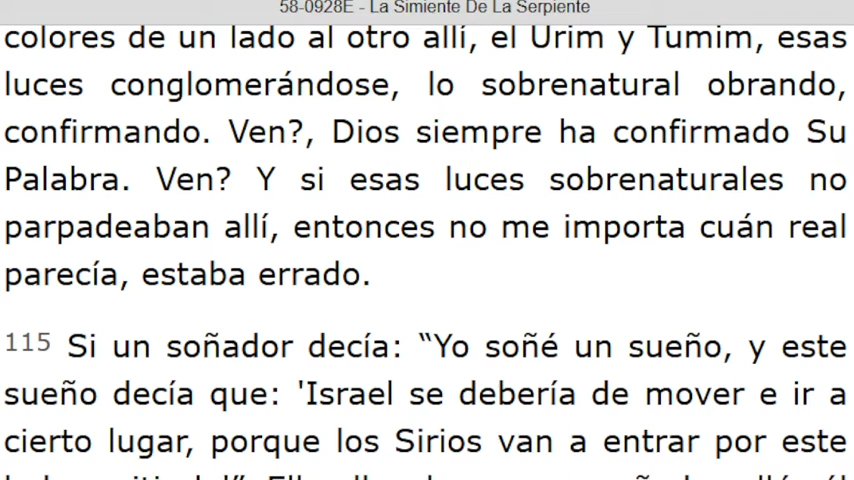 58-0928E - La Simiente De La Serpiente
colores de un lado al otro allí, el Urim y Tumim, esas
luces conglomerándose, lo sobrenatural obrando,
confirmando. Ven?, Dios siempre ha confirmado Su
Palabra. Ven? Y si esas luces sobrenaturales no
parpadeaban allí, entonces no me importa cuán real
parecía, estaba errado.
115 Si un soñador decía: “Yo soñé un sueño, y este
sueño decía que: 'Israel se debería de mover e ir a
cierto lugar, porque los Sirios van a entrar por este